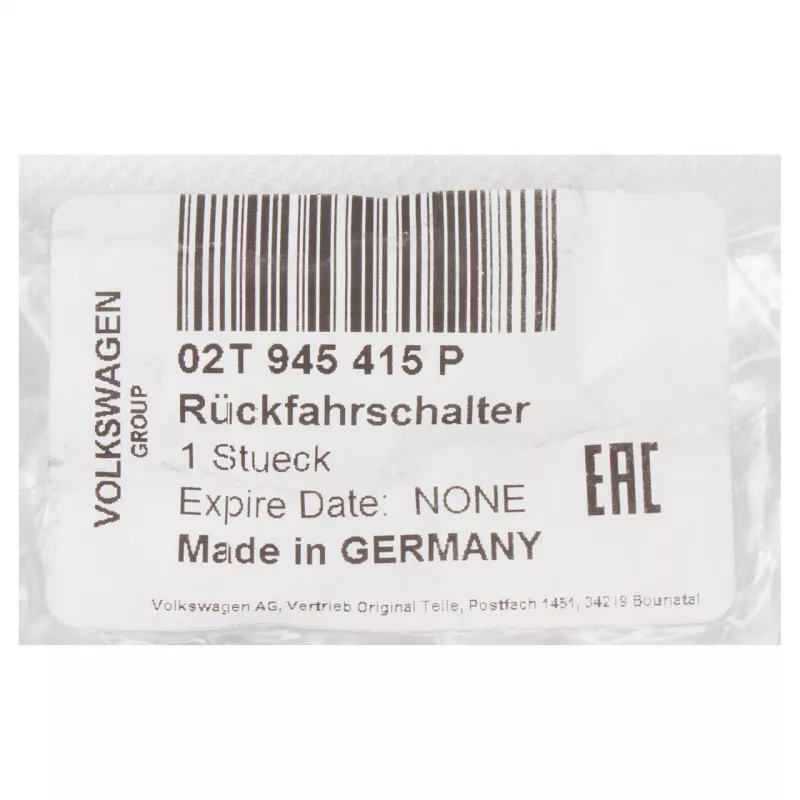 VOLKSWAGEN
GROUP
02T 945 415 P
Rückfahrschalter
1 Stueck
Expire Date: NONE
Made in GERMANY
EAC
Volkswagen AG, Vertrieb Original Teile, Postfach 1451, 34219 Bounatal